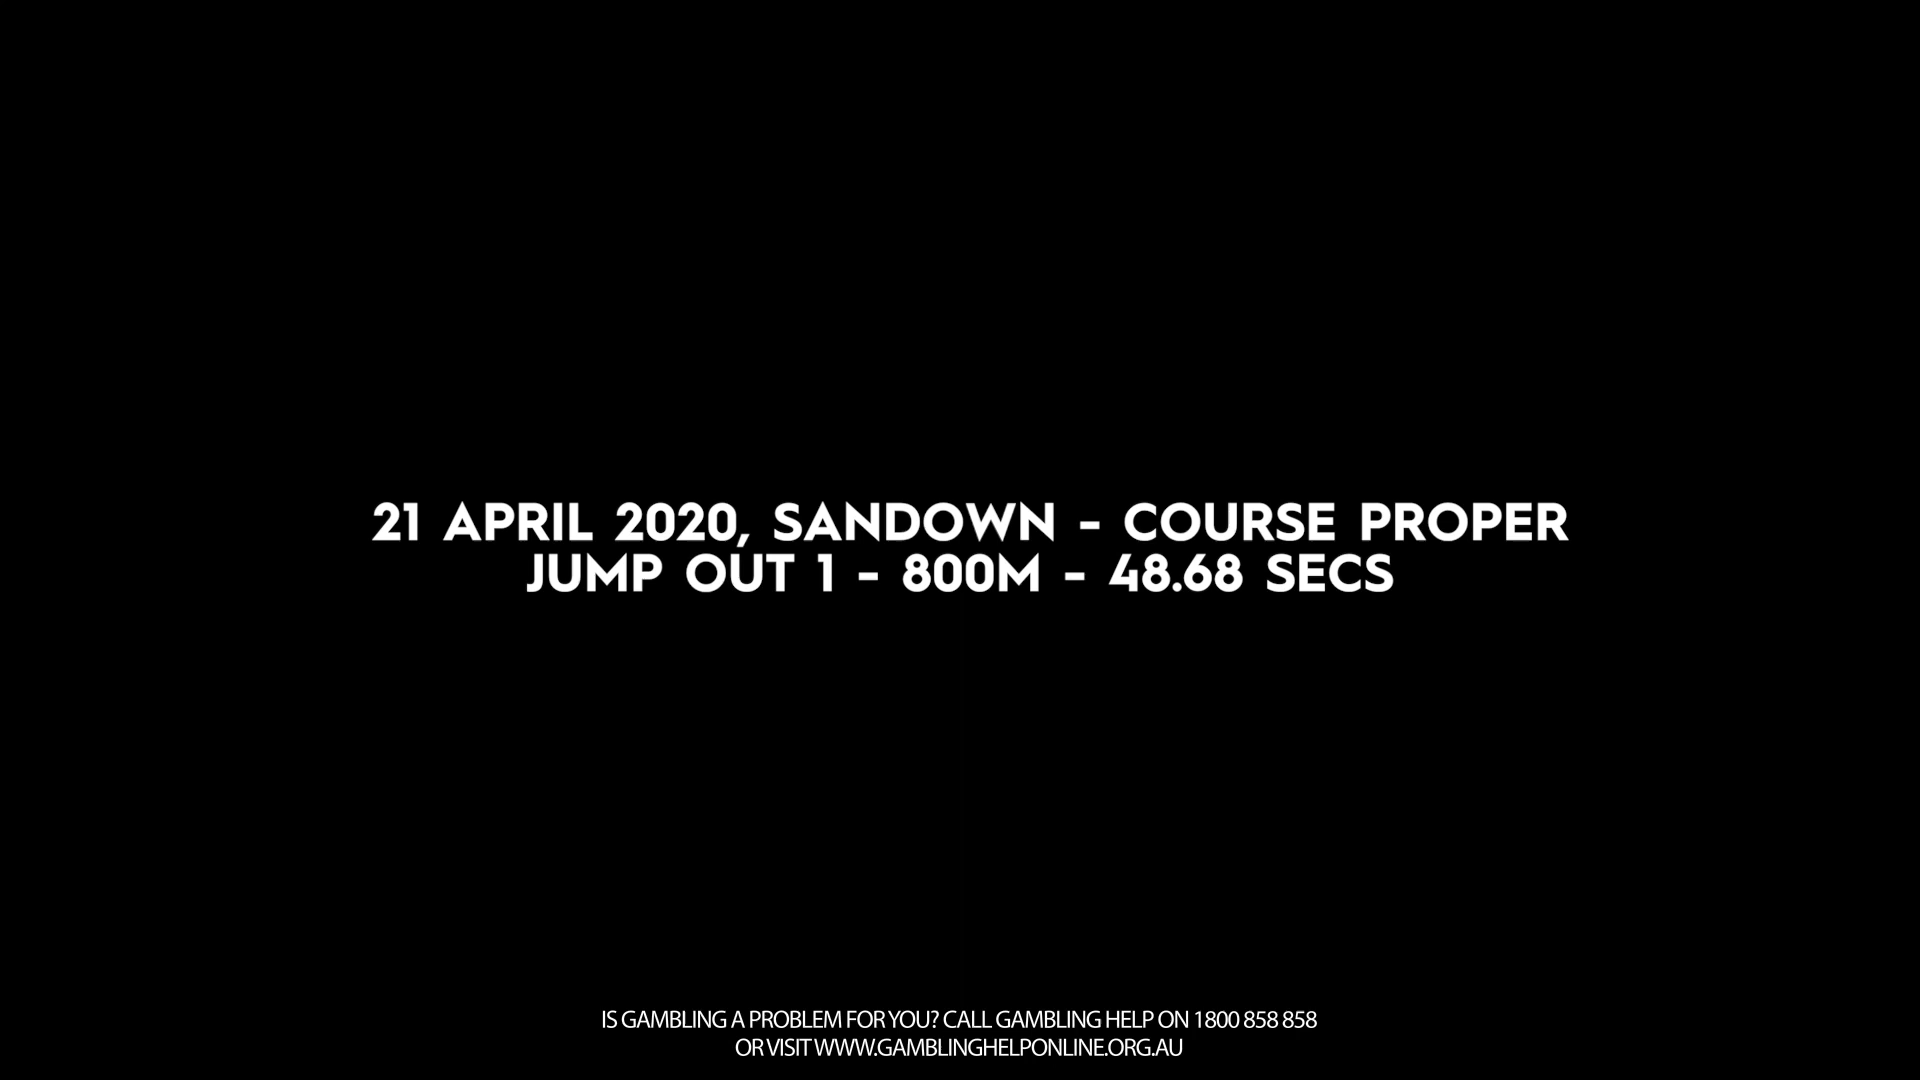 21 APRIL 2020, SANDOWN - COURSE PROPER
JUMP OUT 1 - 800M - 48.68 SECS
IS GAMBLING A PROBLEM FOR YOU? CALL GAMBLING HELP ON 1800 858 858
OR VISIT WWW.GAMBLINGHELPONLINE.ORG.AU